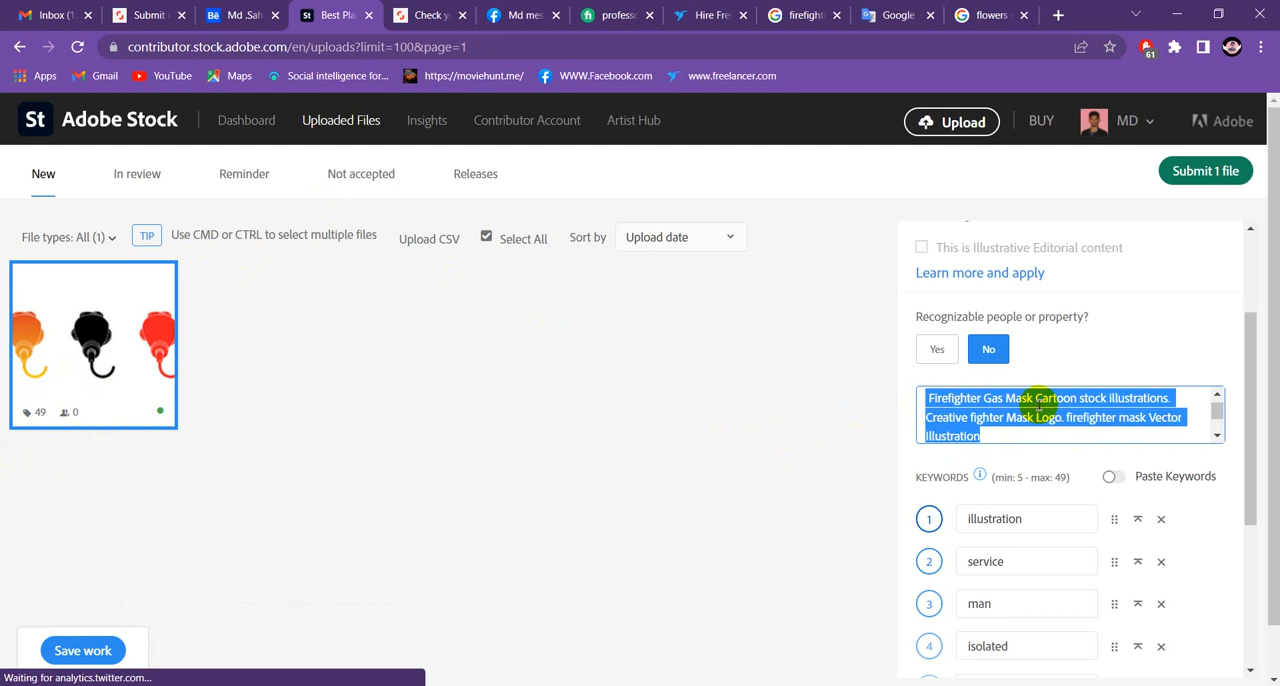 Inbox (1,
Submit
Bē Md .Sah
St Best Pla
Check y
Md mes
fi profess
Hire Fre
firefight
Google
flowers
contributor.stock.adobe.com/en/uploads?limit=100&page=1
61
Apps Gmail YouTube Maps Social intelligence for... https://moviehunt.me/ WWW.Facebook.com www.freelancer.com
St Adobe Stock Dashboard Uploaded Files Insights Contributor Account Artist Hub Upload BUY MD Adobe
New In review Reminder Not accepted Releases Submit 1 file
File types: All (1) TIP Use CMD or CTRL to select multiple files Upload CSV Select All Sort by Upload date
This is Illustrative Editorial content
Learn more and apply
Recognizable people or property?
Yes No
49 0
Firefighter Gas Mask Cartoon stock illustrations.
Creative fighter Mask Logo. firefighter mask Vector
Illustration
KEYWORDS i (min: 5 - max: 49) Paste Keywords
1 illustration
2 service
3 man
4 isolated
Save work
Waiting for analytics.twitter.com...